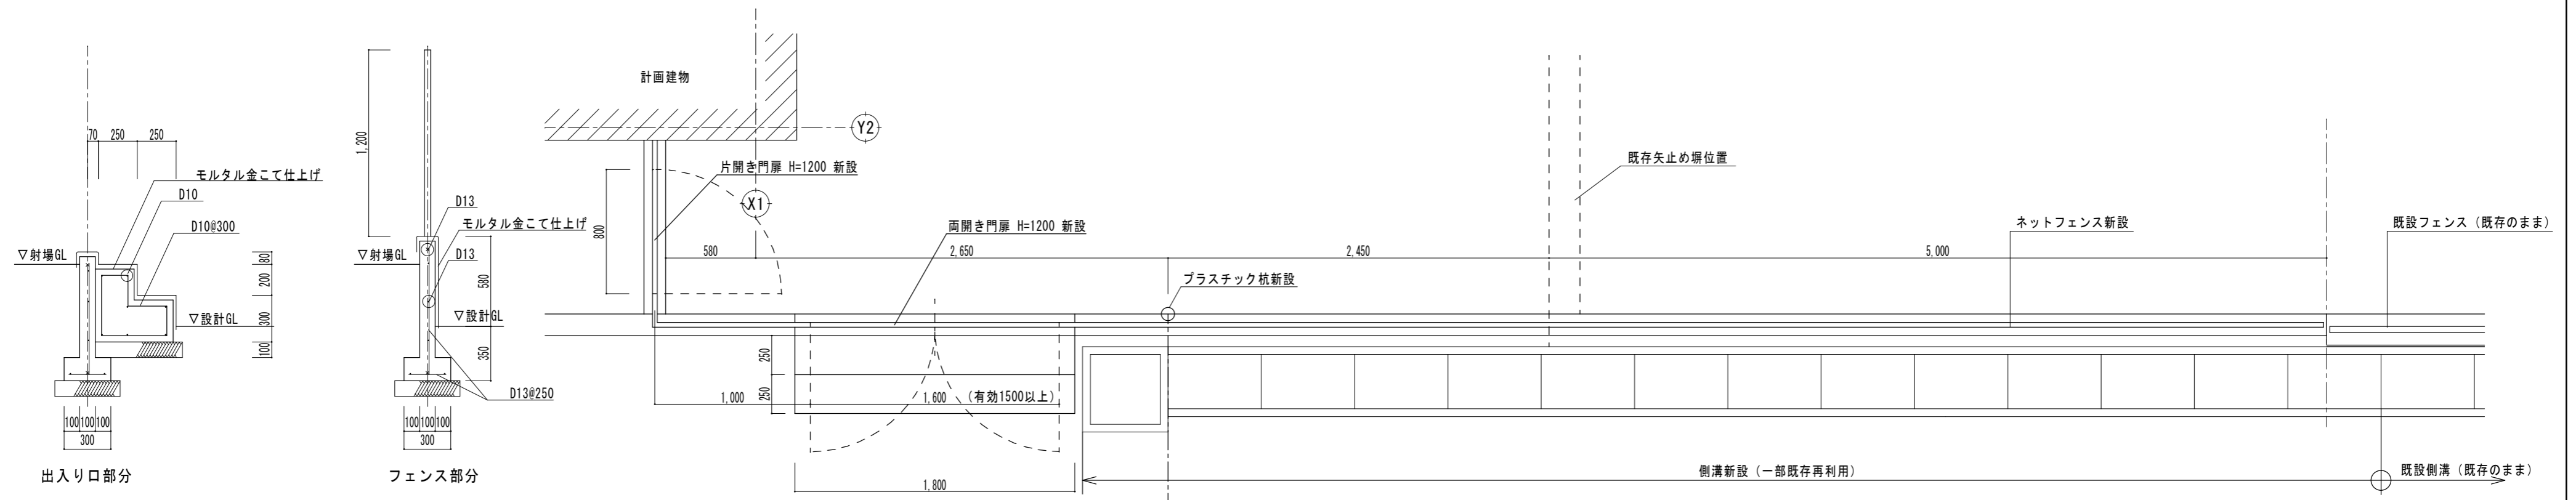 70 250 250
モルタル金こて仕上げ
D10
D10@300
▽射場GL
80
200
300
100
▽設計GL
100 100 100
300
出入り口部分
1,200
D13
モルタル金こて仕上げ
▽射場GL
D13
580
▽設計GL
350
D13@250
100 100 100
300
フェンス部分
計画建物
Y2
片開き門扉 H=1200 新設
X1
800
両開き門扉 H=1200 新設
580
2,650
2,450
5,000
既存矢止め塀位置
ネットフェンス新設
既設フェンス（既存のまま）
プラスチック杭新設
250
250
1,000
1,600 （有効1500以上）
1,800
側溝新設（一部既存再利用）
既設側溝（既存のまま）